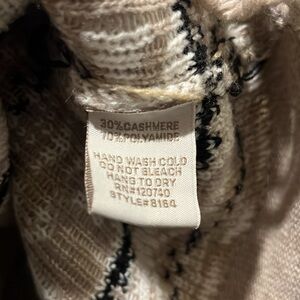 30%CASHMERE
70%POLYAMIDE
HAND WASH COLD
DO NOT BLEACH
HANG TO DRY
RN#120740
STYLE#8164